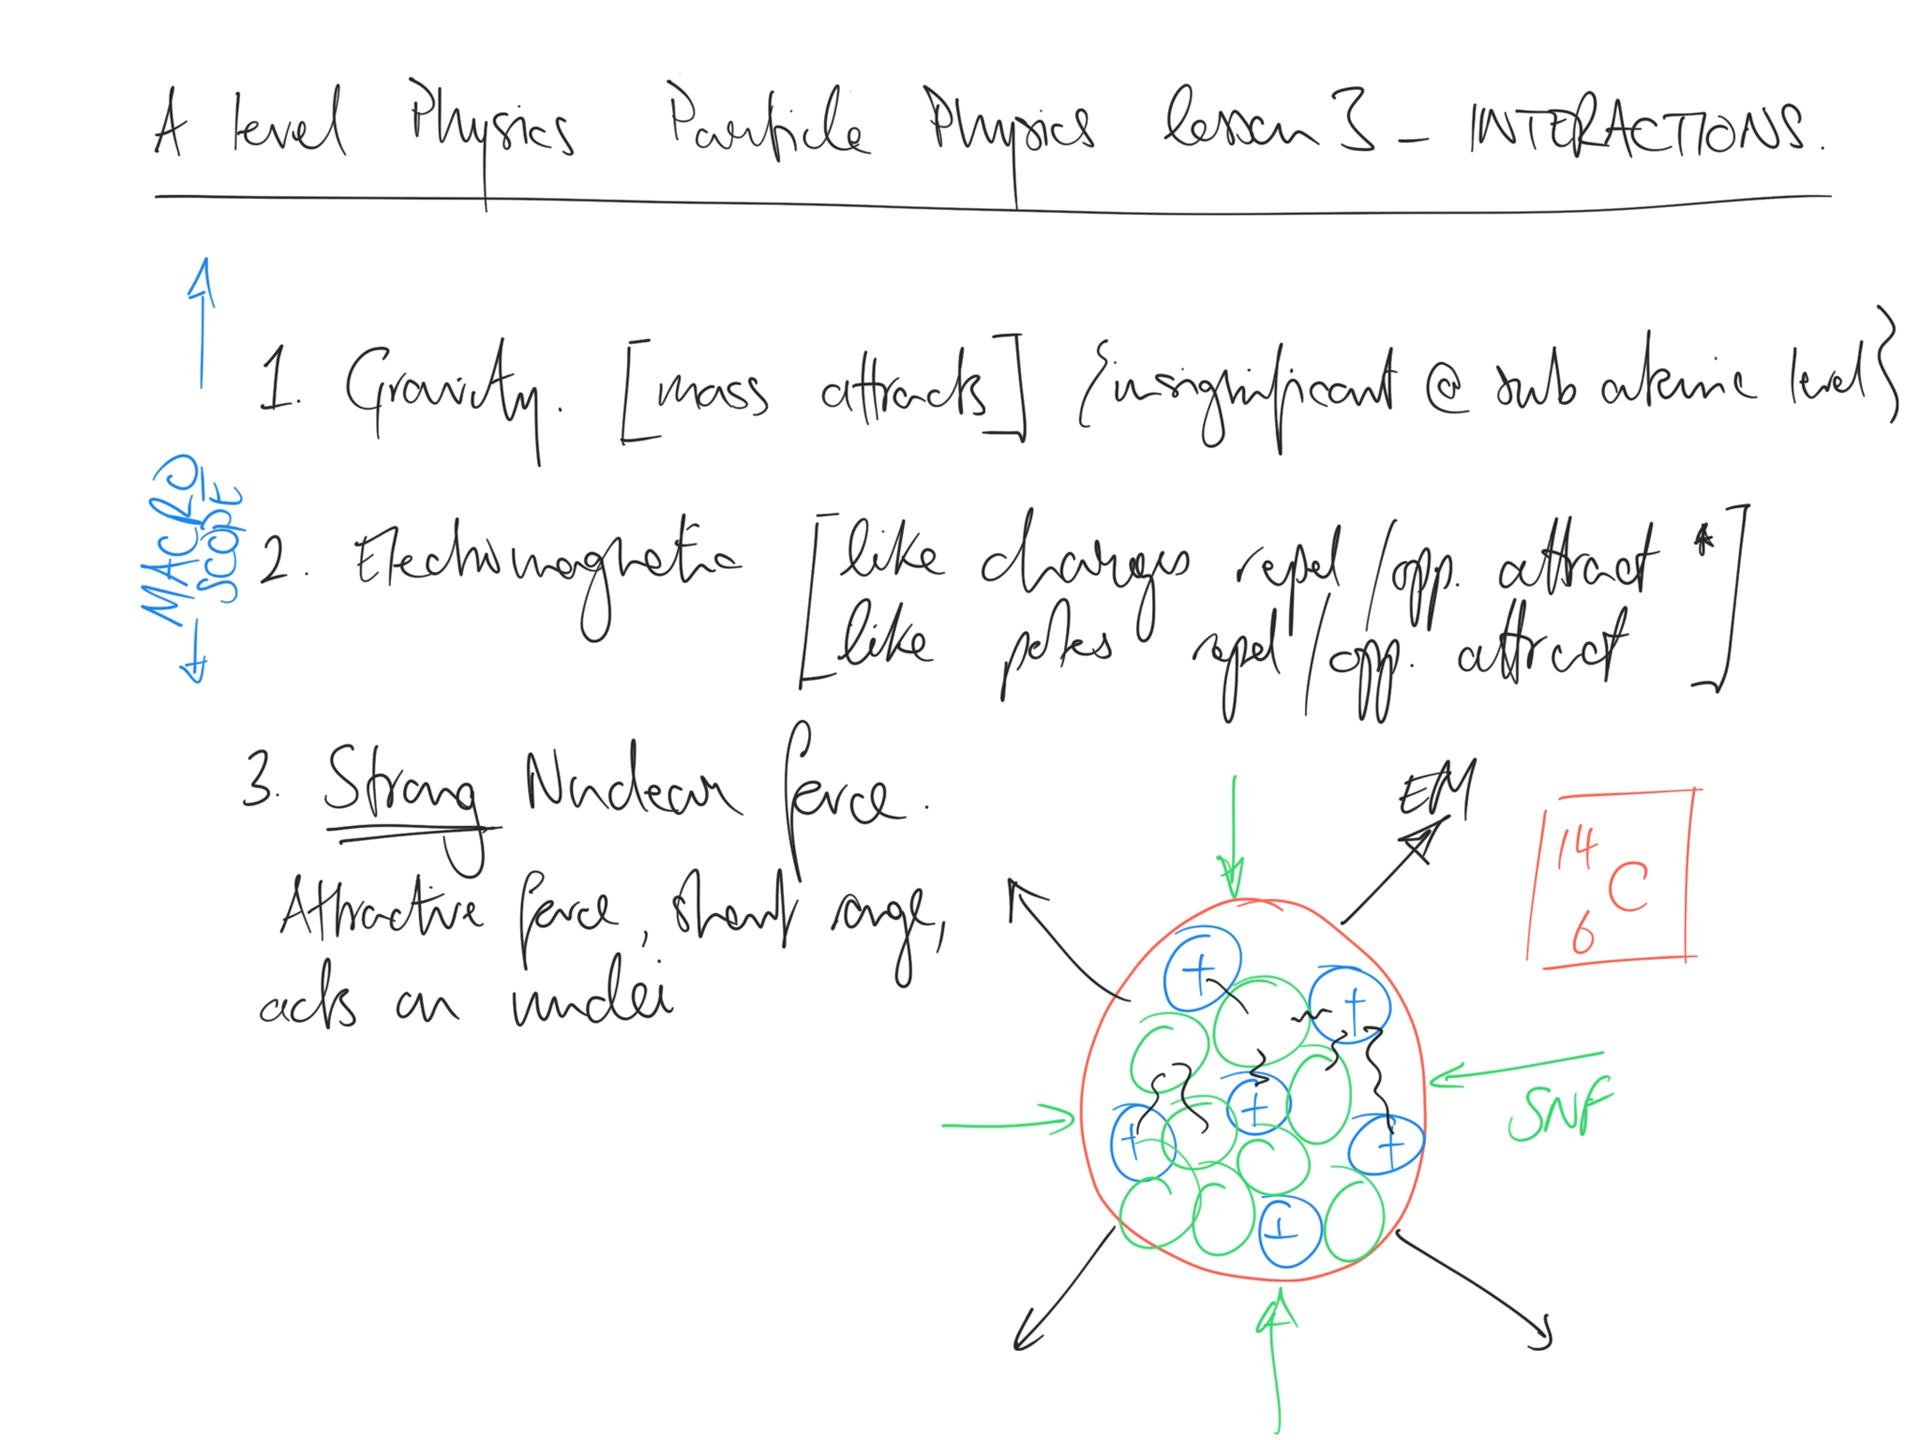 A level Physics Particle Physics lesson 3 - INTERACTIONS.
MACRO
SCOPE
1. Gravity. [mass attracts] {insignificant @ sub atomic level}
2. Electromagnetic [like charges repel / opp. attract *
like poles repel / opp. attract ]
3. Strong Nuclear force.
Attractive force, short range,
acts on nuclei
EM
14
C
6
SNF
+
+
+
+
+
+